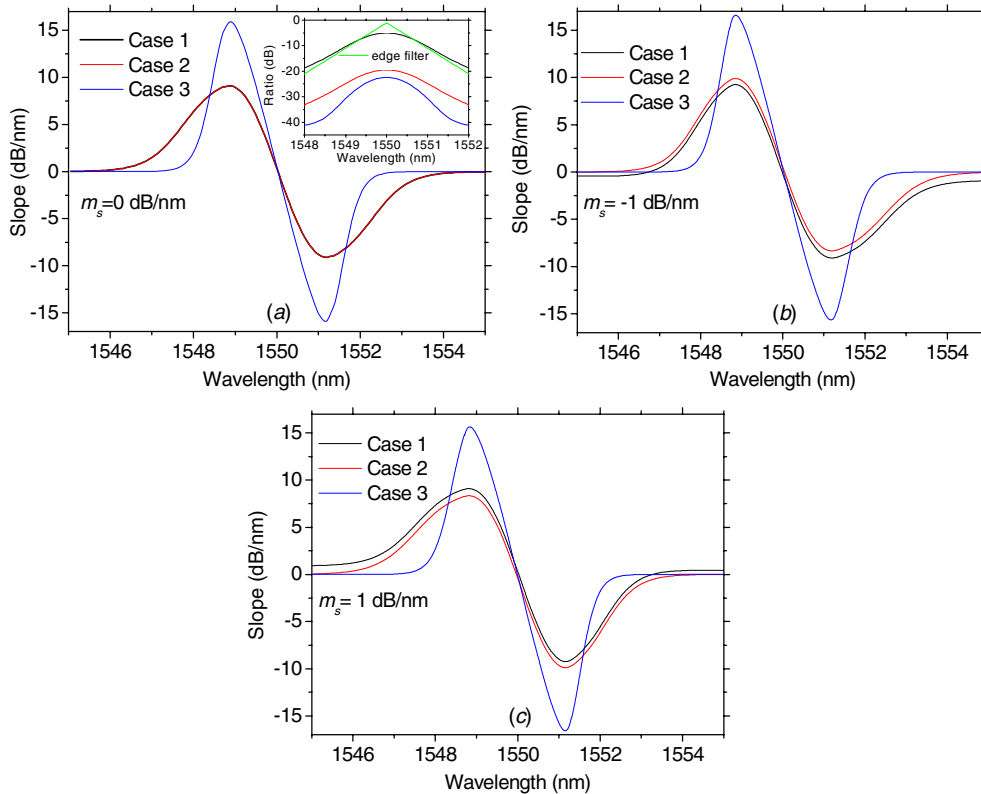 15
10
5
0
-5
-10
-15
Slope (dB/nm)
Case 1
Case 2
Case 3
m_s=0 dB/nm
(a)
1546 1548 1550 1552 1554
Wavelength (nm)
0
-10
-20
-30
-40
Ratio (dB)
edge filter
1548 1549 1550 1551 1552
Wavelength (nm)
15
10
5
0
-5
-10
-15
Slope (dB/nm)
Case 1
Case 2
Case 3
m_s= -1 dB/nm
(b)
1546 1548 1550 1552 1554
Wavelength (nm)
15
10
5
0
-5
-10
-15
Slope (dB/nm)
Case 1
Case 2
Case 3
m_s= 1 dB/nm
(c)
1546 1548 1550 1552 1554
Wavelength (nm)